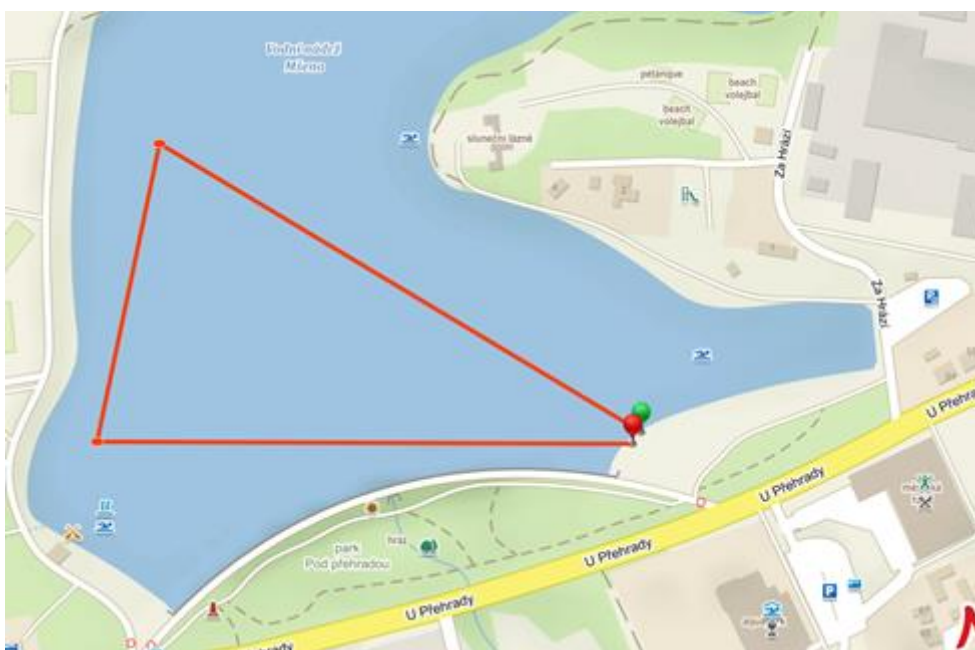 Vodní nádrž
Mšeno
pétanque
beach
volejbal
beach
volejbal
sluneční lázně
Za Hrází
Za Hrází
U Přehrady
U Přehrady
U Přehrady
U Přehrady
park
Pod přehradou
hráz
P
P